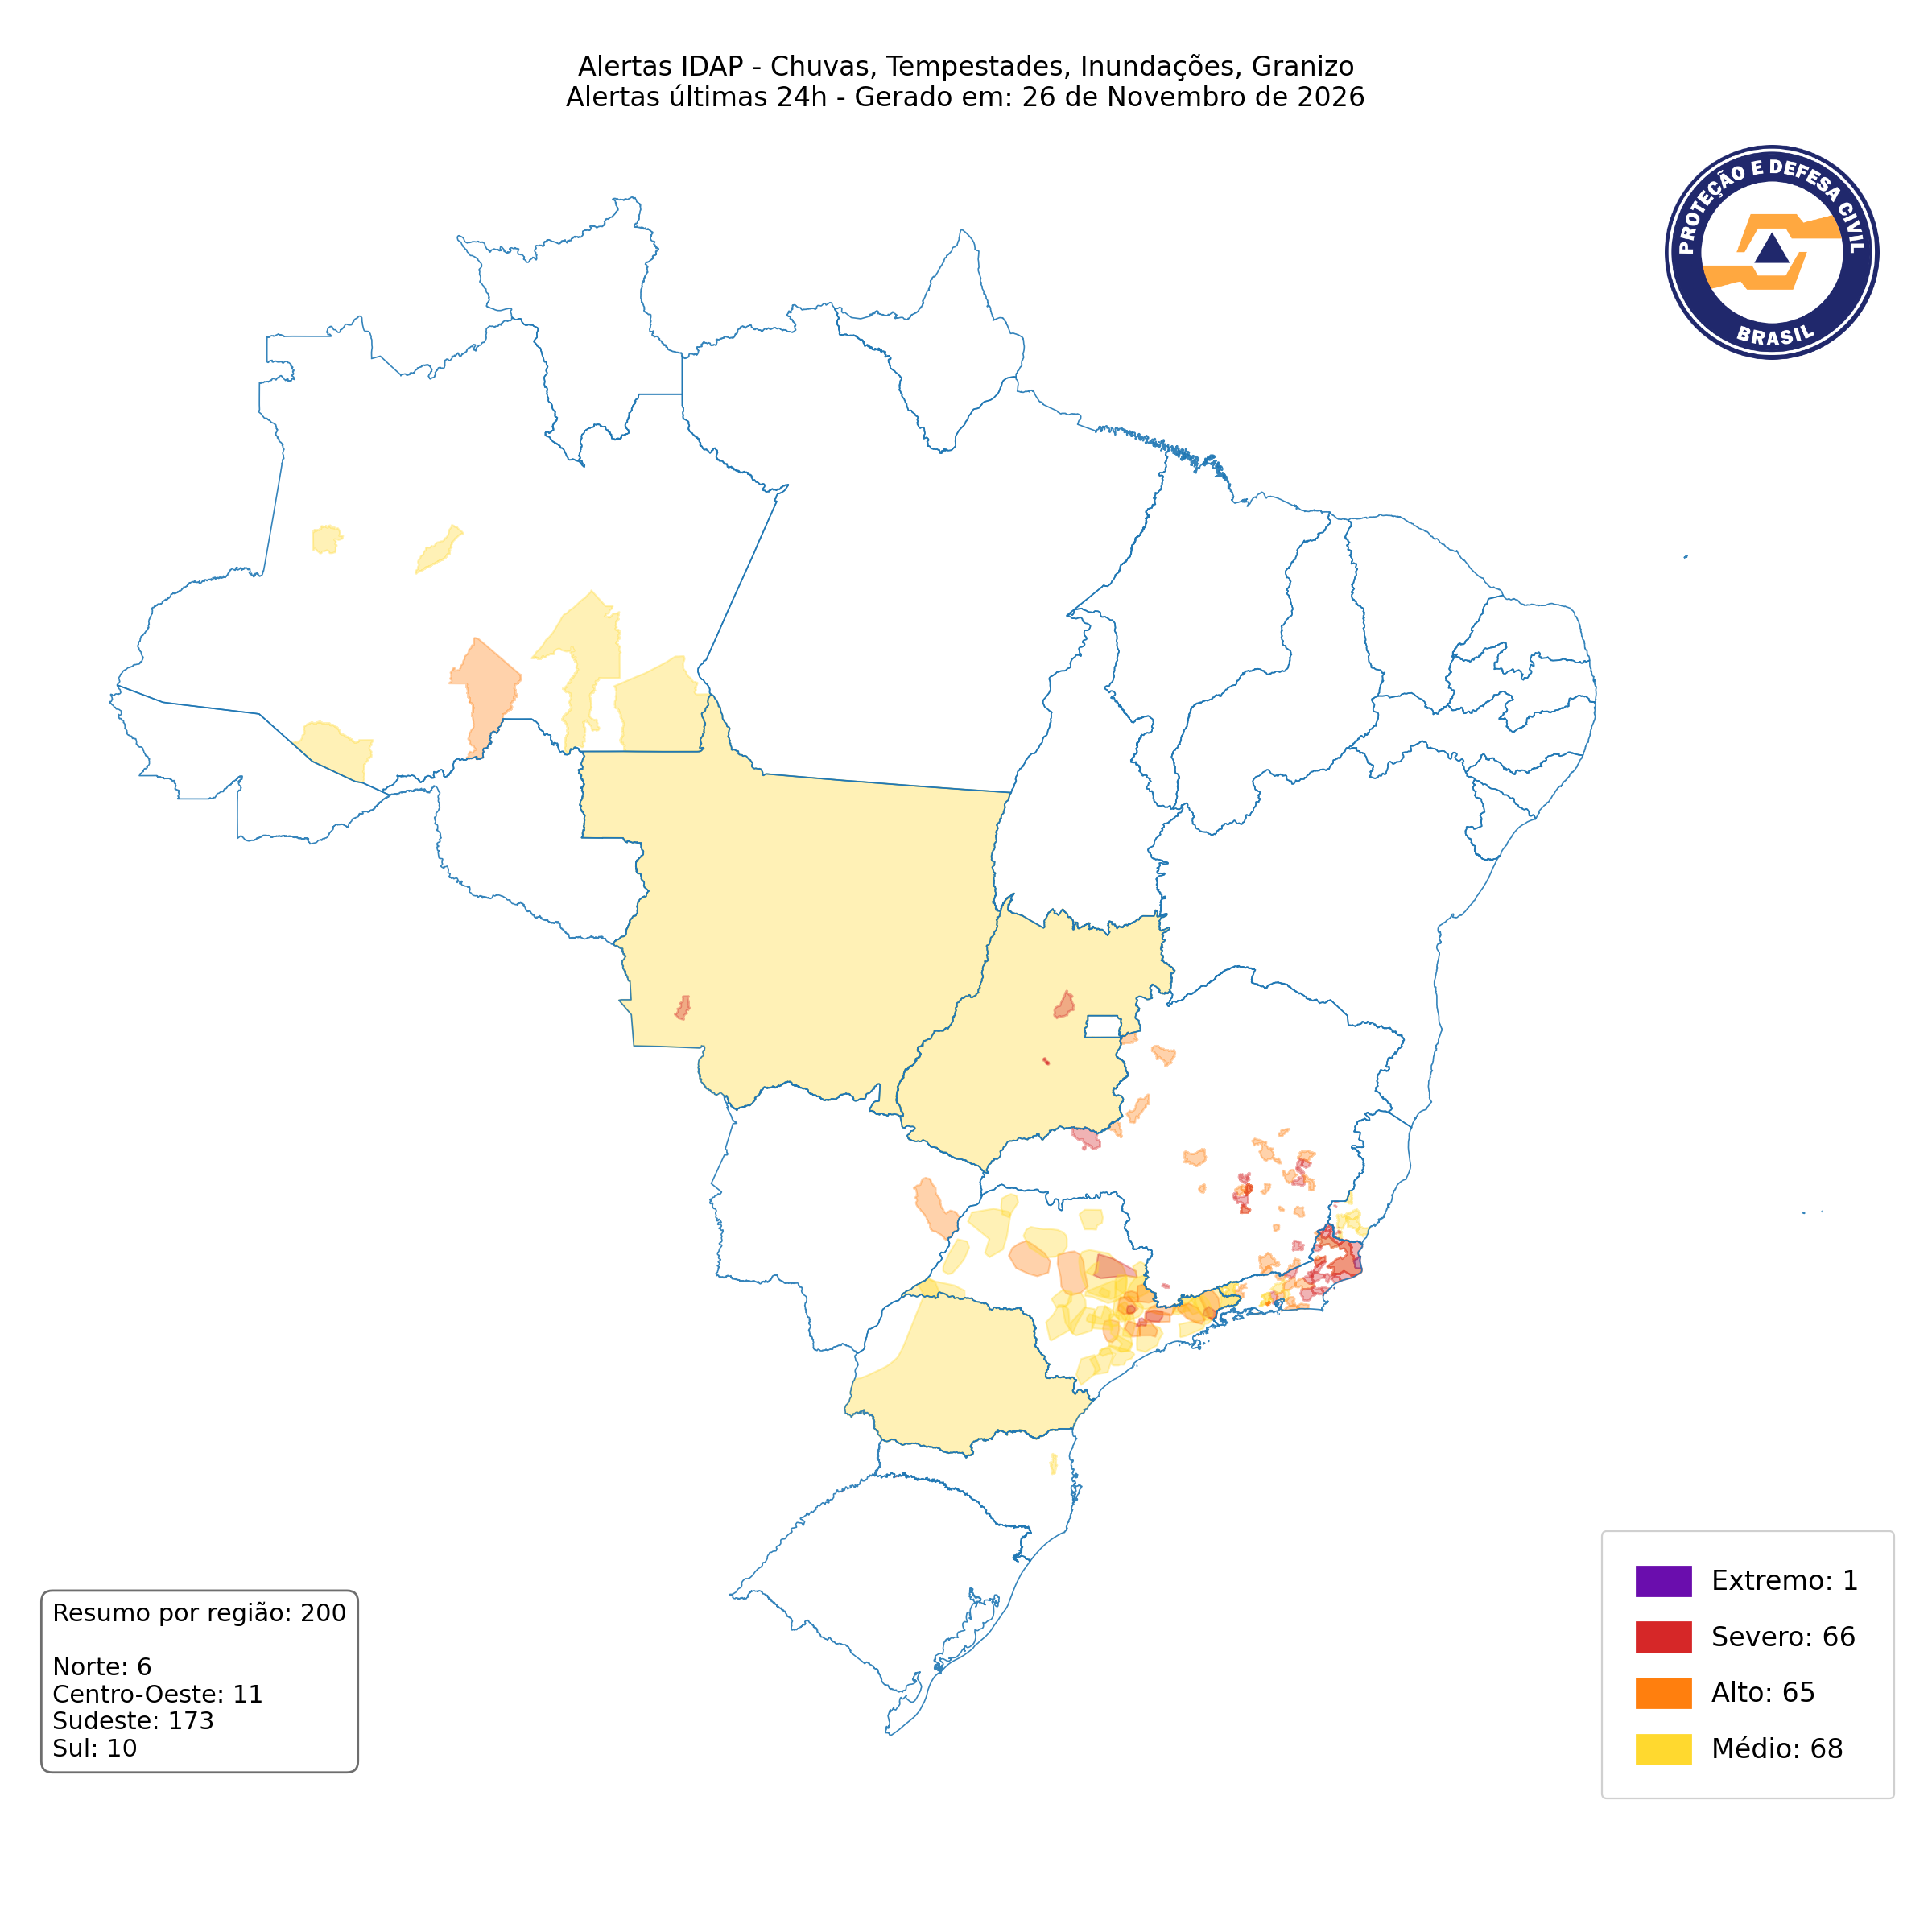 Alertas IDAP - Chuvas, Tempestades, Inundações, Granizo
Alertas últimas 24h - Gerado em: 26 de Novembro de 2026
PROTEÇÃO E DEFESA CIVIL
BRASIL
Resumo por região: 200
Norte: 6
Centro-Oeste: 11
Sudeste: 173
Sul: 10
Extremo: 1
Severo: 66
Alto: 65
Médio: 68